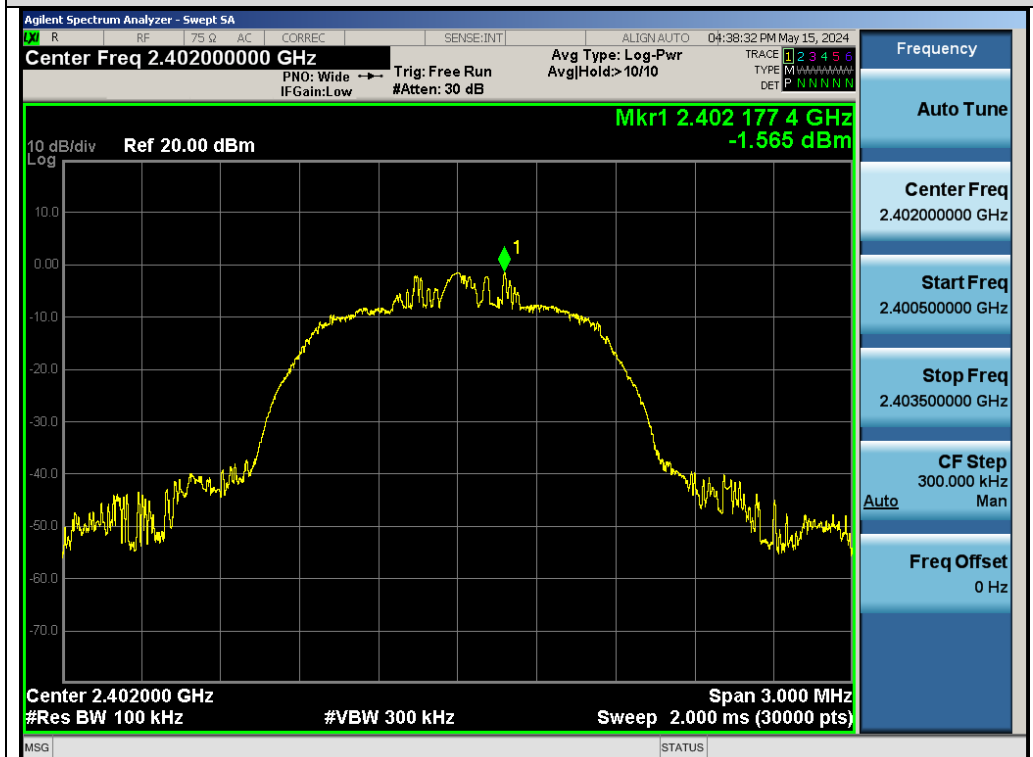 Agilent Spectrum Analyzer - Swept SA
LXI R RF 75 Ω AC CORREC SENSE:INT ALIGN AUTO 04:38:32 PM May 15, 2024
Center Freq 2.402000000 GHz
PNO: Wide
IFGain:Low
Trig: Free Run
#Atten: 30 dB
Avg Type: Log-Pwr
Avg|Hold:>10/10
TRACE 1 2 3 4 5 6
TYPE M
DET P N N N N N
Mkr1 2.402 177 4 GHz
-1.565 dBm
10 dB/div Ref 20.00 dBm
Log
10.0
0.00
-10.0
-20.0
-30.0
-40.0
-50.0
-60.0
-70.0
1
Center 2.402000 GHz Span 3.000 MHz
#Res BW 100 kHz #VBW 300 kHz Sweep 2.000 ms (30000 pts)
MSG STATUS
Frequency
Auto Tune
Center Freq
2.402000000 GHz
Start Freq
2.400500000 GHz
Stop Freq
2.403500000 GHz
CF Step
300.000 kHz
Auto Man
Freq Offset
0 Hz